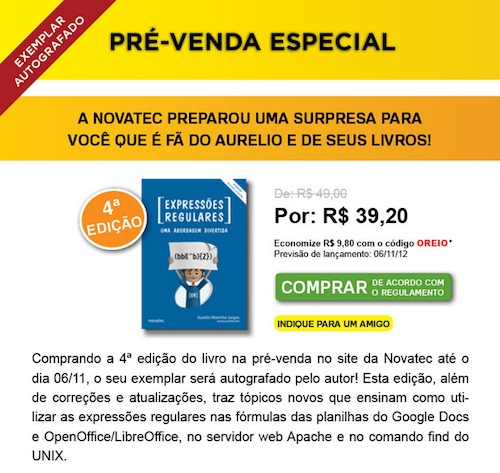 EXEMPLAR
AUTOGRAFADO
PRÉ-VENDA ESPECIAL
A NOVATEC PREPAROU UMA SURPRESA PARA
VOCÊ QUE É FÃ DO AURELIO E DE SEUS LIVROS!
4ª
EDIÇÃO
[EXPRESSÕES
REGULARES]
UMA ABORDAGEM DIVERTIDA
Aurelio Marinho Jargas
novatec
De: R$ 49,00
Por: R$ 39,20
Economize R$ 9,80 com o código OREIO*
Previsão de lançamento: 06/11/12
COMPRAR DE ACORDO COM
O REGULAMENTO
INDIQUE PARA UM AMIGO
Comprando a 4ª edição do livro na pré-venda no site da Novatec até o
dia 06/11, o seu exemplar será autografado pelo autor! Esta edição, além
de correções e atualizações, traz tópicos novos que ensinam como uti-
lizar as expressões regulares nas fórmulas das planilhas do Google Docs
e OpenOffice/LibreOffice, no servidor web Apache e no comando find do
UNIX.